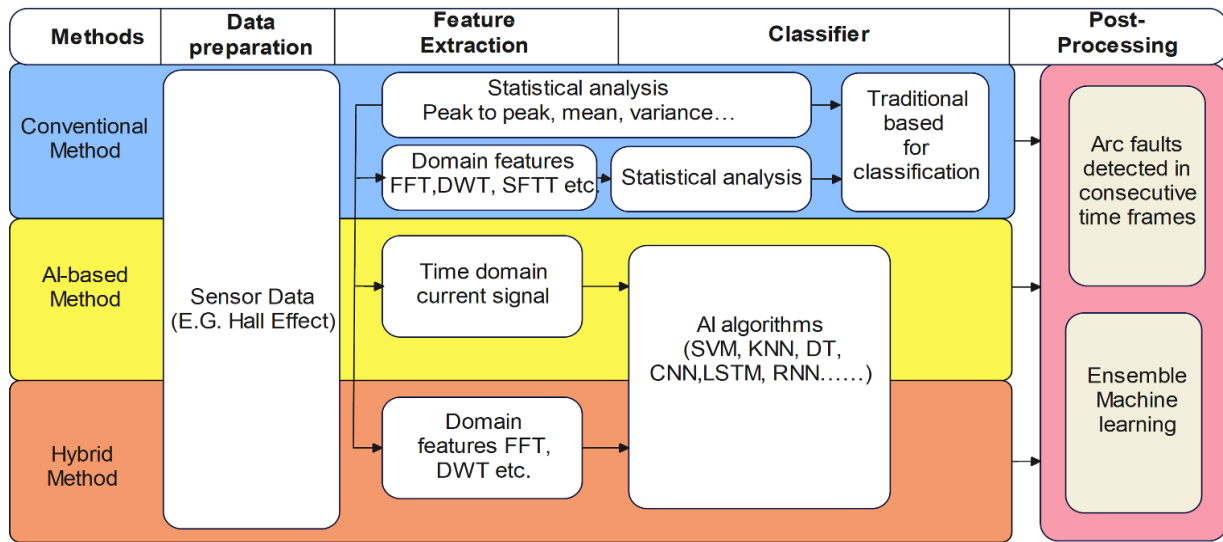 Methods
Data
preparation
Feature
Extraction
Classifier
Post-
Processing
Conventional
Method
Statistical analysis
Peak to peak, mean, variance…
Domain features
FFT,DWT, SFTT etc.
Statistical analysis
Traditional
based
for
classification
AI-based
Method
Sensor Data
(E.G. Hall Effect)
Time domain
current signal
AI algorithms
(SVM, KNN, DT,
CNN,LSTM, RNN……)
Hybrid
Method
Domain
features FFT,
DWT etc.
Arc faults
detected in
consecutive
time frames
Ensemble
Machine
learning